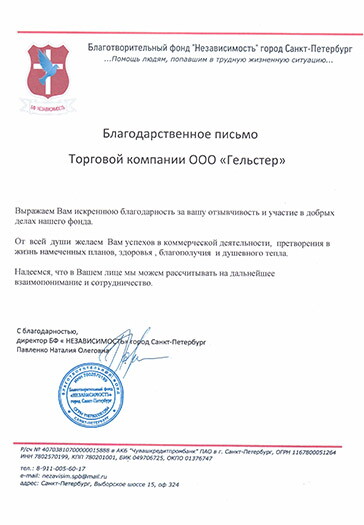 Благотворительный фонд "Независимость" город Санкт-Петербург
...Помощь людям, попавшим в трудную жизненную ситуацию...
БФ НЕЗАВИСИМОСТЬ
Благодарственное письмо
Торговой компании ООО «Гельстер»
Выражаем Вам искреннюю благодарность за вашу отзывчивость и участие в добрых
делах нашего фонда.
От всей души желаем Вам успехов в коммерческой деятельности, претворения в
жизнь намеченных планов, здоровья , благополучия и душевного тепла.
Надеемся, что в Вашем лице мы можем рассчитывать на дальнейшее
взаимопонимание и сотрудничество.
С благодарностью,
директор БФ « НЕЗАВИСИМОСТЬ» город Санкт-Петербург
Павленко Наталия Олеговна
Благотворительный фонд
«НЕЗАВИСИМОСТЬ»
город Санкт-Петербург
Р/сч № 40703810700000015888 в АКБ "Чувашкредитпромбанк" ПАО в г. Санкт-Петербург, ОГРН 1167800051264
ИНН 7802570199, КПП 780201001, БИК 049706725, ОКПО 01376747
тел.: 8-911-005-60-17
e-mail: nezavisim.spb@mail.ru
адрес: Санкт-Петербург, Выборское шоссе 15, оф 324